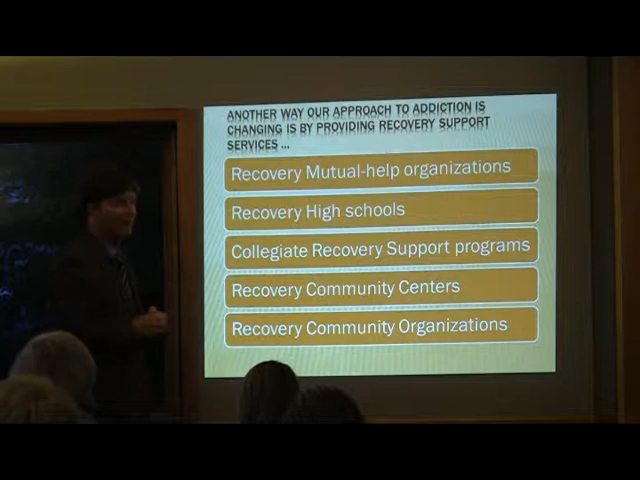 ANOTHER WAY OUR APPROACH TO ADDICTION IS
CHANGING IS BY PROVIDING RECOVERY SUPPORT
SERVICES ...
Recovery Mutual-help organizations
Recovery High schools
Collegiate Recovery Support programs
Recovery Community Centers
Recovery Community Organizations